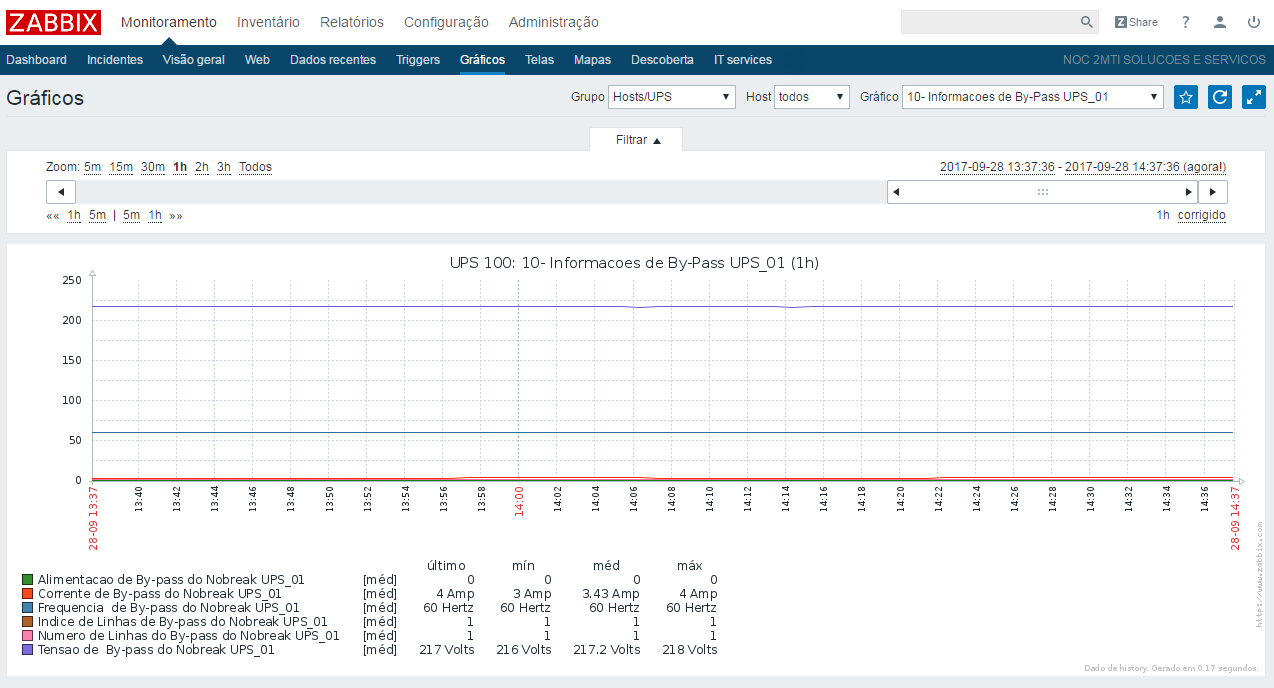 ZABBIX Monitoramento Inventário Relatórios Configuração Administração Z Share ?
Dashboard Incidentes Visão geral Web Dados recentes Triggers Gráficos Telas Mapas Descoberta IT services NOC 2MTI SOLUCOES E SERVICOS
Gráficos Grupo Hosts/UPS Host todos Gráfico 10- Informacoes de By-Pass UPS_01
Filtrar
Zoom: 5m 15m 30m 1h 2h 3h Todos 2017-09-28 13:37:36 - 2017-09-28 14:37:36 (agora!)
«« 1h 5m | 5m 1h »» 1h corrigido
UPS 100: 10- Informacoes de By-Pass UPS_01 (1h)
250
200
150
100
50
0
28-09 13:37 13:40 13:42 13:44 13:46 13:48 13:50 13:52 13:54 13:56 13:58 14:00 14:02 14:04 14:06 14:08 14:10 14:12 14:14 14:16 14:18 14:20 14:22 14:24 14:26 14:28 14:30 14:32 14:34 14:36 28-09 14:37
último mín méd máx
Alimentacao de By-pass do Nobreak UPS_01 [méd] 0 0 0 0
Corrente de By-pass do Nobreak UPS_01 [méd] 4 Amp 3 Amp 3.43 Amp 4 Amp
Frequencia de By-pass do Nobreak UPS_01 [méd] 60 Hertz 60 Hertz 60 Hertz 60 Hertz
Indice de Linhas de By-pass do Nobreak UPS_01 [méd] 1 1 1 1
Numero de Linhas do By-pass do Nobreak UPS_01 [méd] 1 1 1 1
Tensao de By-pass do Nobreak UPS_01 [méd] 217 Volts 216 Volts 217.2 Volts 218 Volts
http://www.zabbix.com
Dado de history. Gerado em 0.17 segundos.